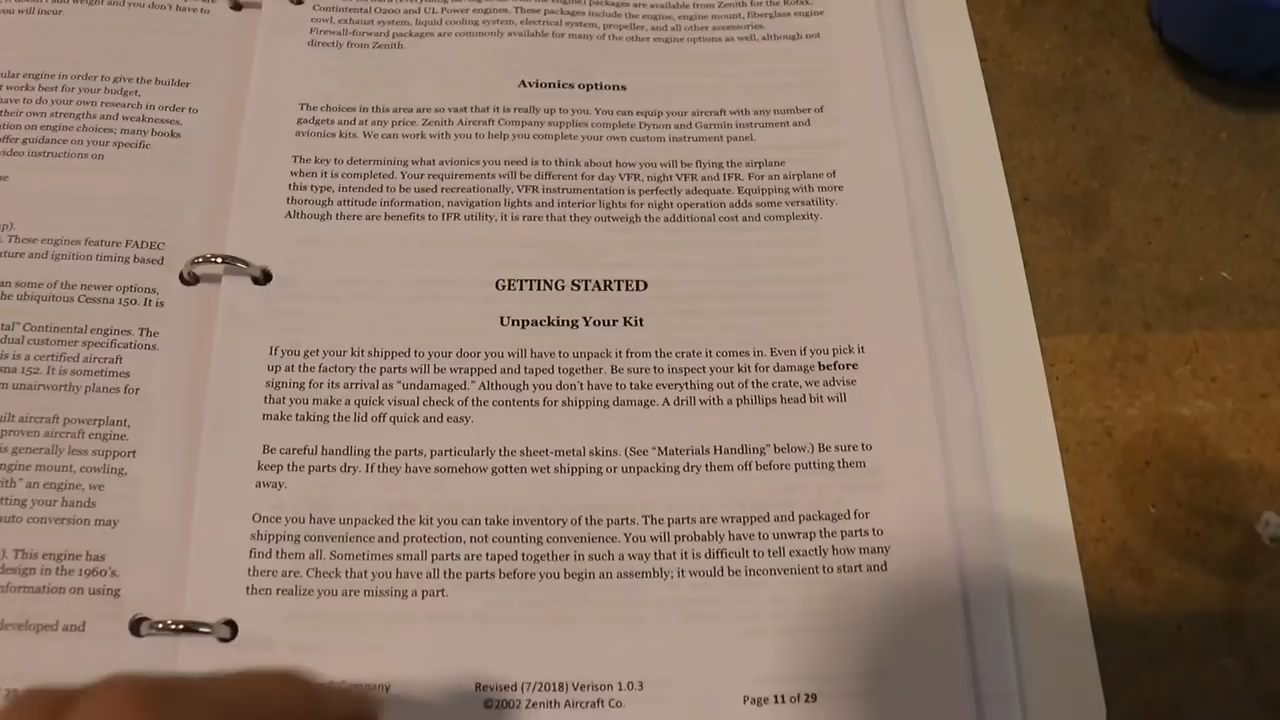 you will incur.
ular engine in order to give the builder
t works best for your budget,
have to do your own research in order to
their own strengths and weaknesses.
tion on engine choices; many books
offer guidance on your specific
video instructions on
p).
. These engines feature FADEC
xture and ignition timing based
an some of the newer options,
he ubiquitous Cessna 150. It is
tal" Continental engines. The
dual customer specifications.
is is a certified aircraft
sna 152. It is sometimes
m unairworthy planes for
uilt aircraft powerplant,
proven aircraft engine.
is generally less support
ngine mount, cowling,
ith" an engine, we
tting your hands
auto conversion may
). This engine has
design in the 1960's.
nformation on using
developed and
packages are available from Zenith for the Rotax,
Contintental O200 and UL Power engines. These packages include the engine, engine mount, fiberglass engine
cowl, exhaust system, liquid cooling system, electrical system, propeller, and all other accessories.
Firewall-forward packages are commonly available for many of the other engine options as well, although not
directly from Zenith.
Avionics options
The choices in this area are so vast that it is really up to you. You can equip your aircraft with any number of
gadgets and at any price. Zenith Aircraft Company supplies complete Dynon and Garmin instrument and
avionics kits. We can work with you to help you complete your own custom instrument panel.
The key to determining what avionics you need is to think about how you will be flying the airplane
when it is completed. Your requirements will be different for day VFR, night VFR and IFR. For an airplane of
this type, intended to be used recreationally, VFR instrumentation is perfectly adequate. Equipping with more
thorough attitude information, navigation lights and interior lights for night operation adds some versatility.
Although there are benefits to IFR utility, it is rare that they outweigh the additional cost and complexity.
GETTING STARTED
Unpacking Your Kit
If you get your kit shipped to your door you will have to unpack it from the crate it comes in. Even if you pick it
up at the factory the parts will be wrapped and taped together. Be sure to inspect your kit for damage before
signing for its arrival as "undamaged." Although you don't have to take everything out of the crate, we advise
that you make a quick visual check of the contents for shipping damage. A drill with a phillips head bit will
make taking the lid off quick and easy.
Be careful handling the parts, particularly the sheet-metal skins. (See "Materials Handling" below.) Be sure to
keep the parts dry. If they have somehow gotten wet shipping or unpacking dry them off before putting them
away.
Once you have unpacked the kit you can take inventory of the parts. The parts are wrapped and packaged for
shipping convenience and protection, not counting convenience. You will probably have to unwrap the parts to
find them all. Sometimes small parts are taped together in such a way that it is difficult to tell exactly how many
there are. Check that you have all the parts before you begin an assembly; it would be inconvenient to start and
then realize you are missing a part.
Revised (7/2018) Verison 1.0.3
©2002 Zenith Aircraft Co.
Page 11 of 29